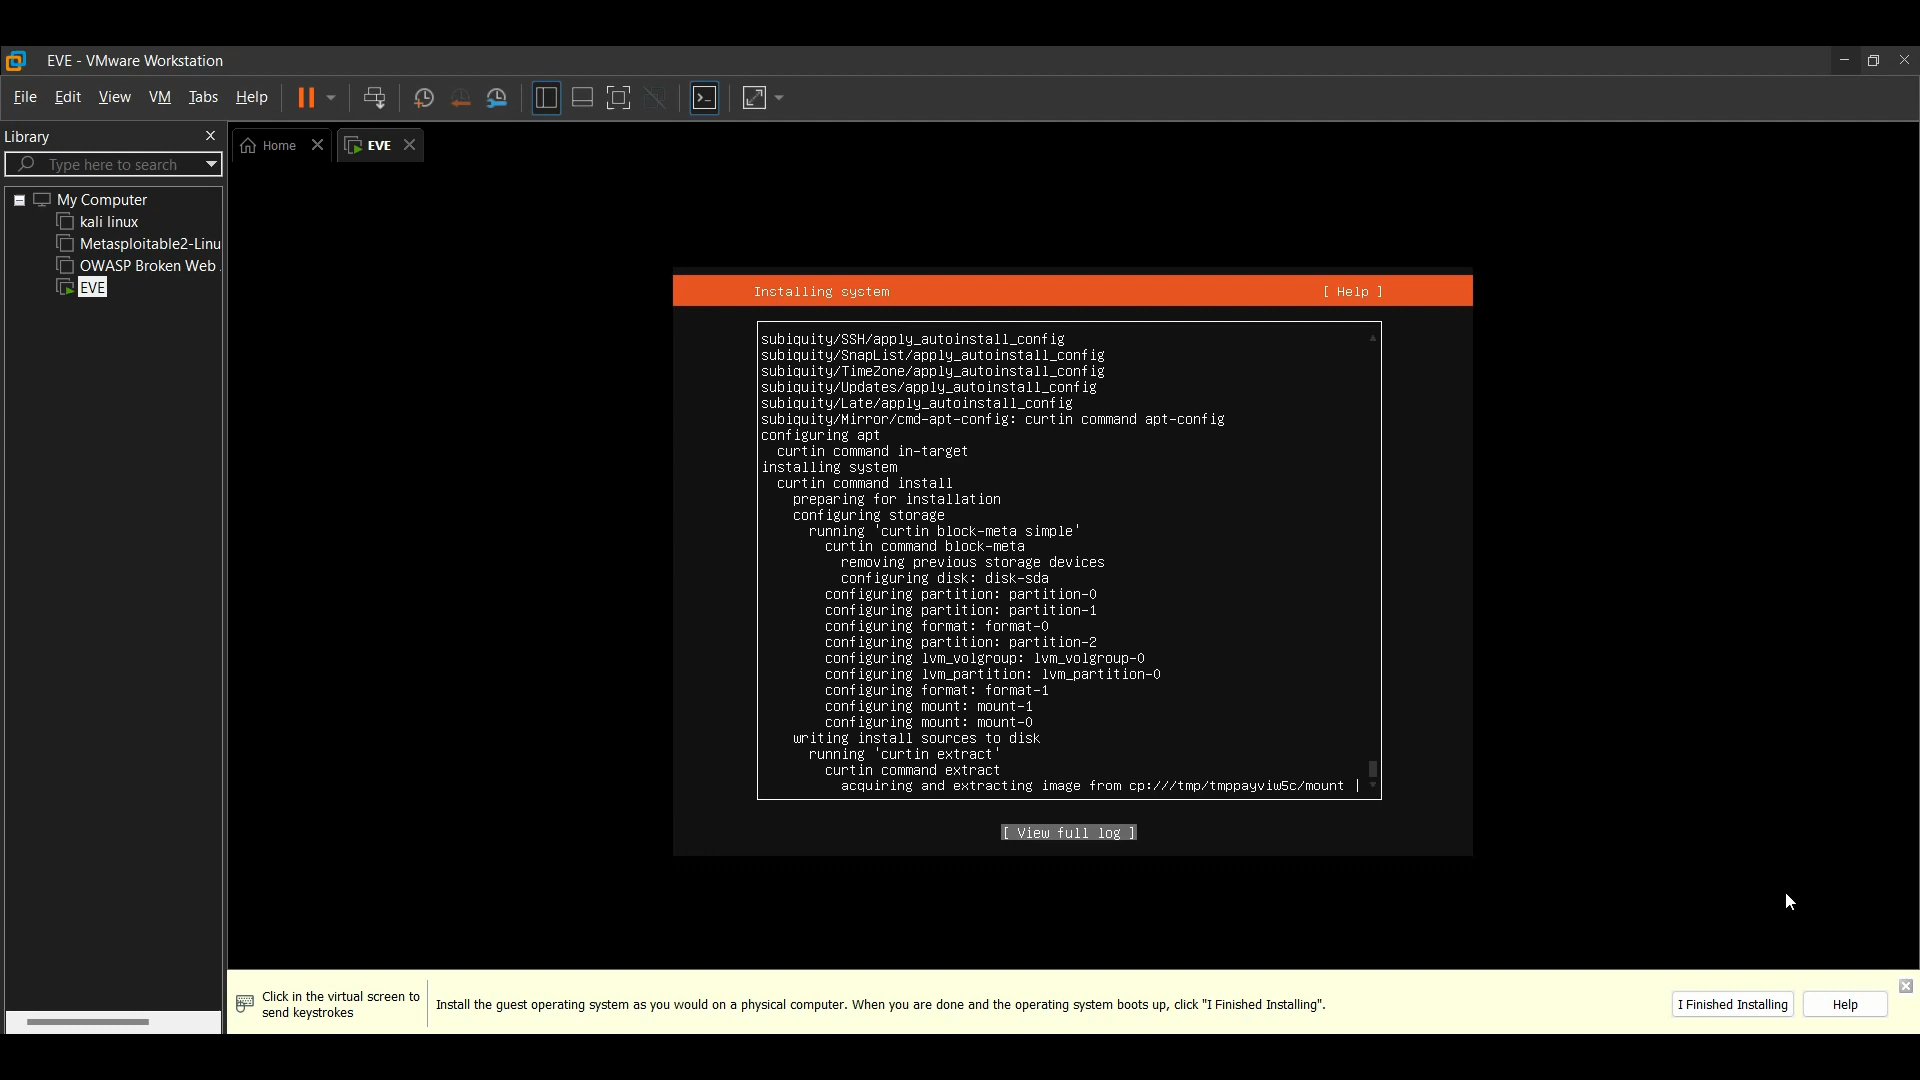 EVE - VMware Workstation
File Edit View VM Tabs Help
Library
Type here to search
Home
EVE
My Computer
kali linux
Metasploitable2-Linu
OWASP Broken Web
EVE
Installing system [ Help ]
subiquity/SSH/apply_autoinstall_config
subiquity/SnapList/apply_autoinstall_config
subiquity/TimeZone/apply_autoinstall_config
subiquity/Updates/apply_autoinstall_config
subiquity/Late/apply_autoinstall_config
subiquity/Mirror/cmd-apt-config: curtin command apt-config
configuring apt
curtin command in-target
installing system
curtin command install
preparing for installation
configuring storage
running 'curtin block-meta simple'
curtin command block-meta
removing previous storage devices
configuring disk: disk-sda
configuring partition: partition-0
configuring partition: partition-1
configuring format: format-0
configuring partition: partition-2
configuring lvm_volgroup: lvm_volgroup-0
configuring lvm_partition: lvm_partition-0
configuring format: format-1
configuring mount: mount-1
configuring mount: mount-0
writing install sources to disk
running 'curtin extract'
curtin command extract
acquiring and extracting image from cp:///tmp/tmppayviw5c/mount |
[ View full log ]
Click in the virtual screen to
send keystrokes
Install the guest operating system as you would on a physical computer. When you are done and the operating system boots up, click "I Finished Installing".
I Finished Installing
Help